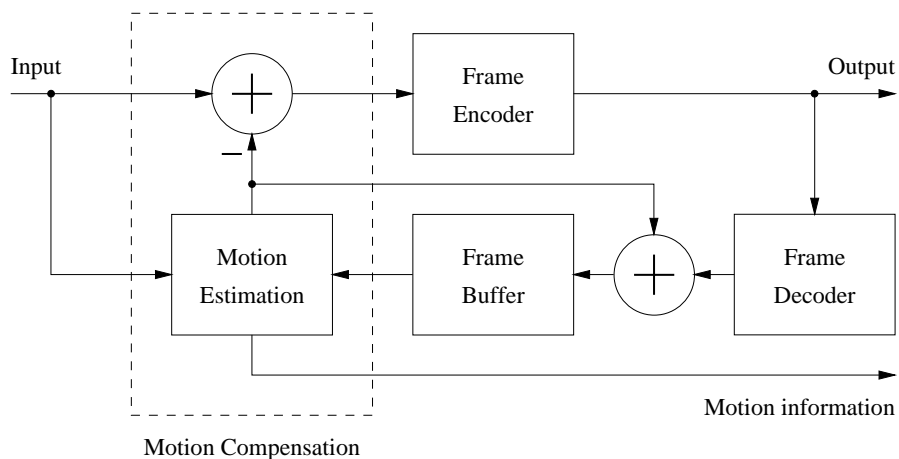 Input
Frame
Encoder
Output
−
Motion
Estimation
Frame
Buffer
Frame
Decoder
Motion information
Motion Compensation